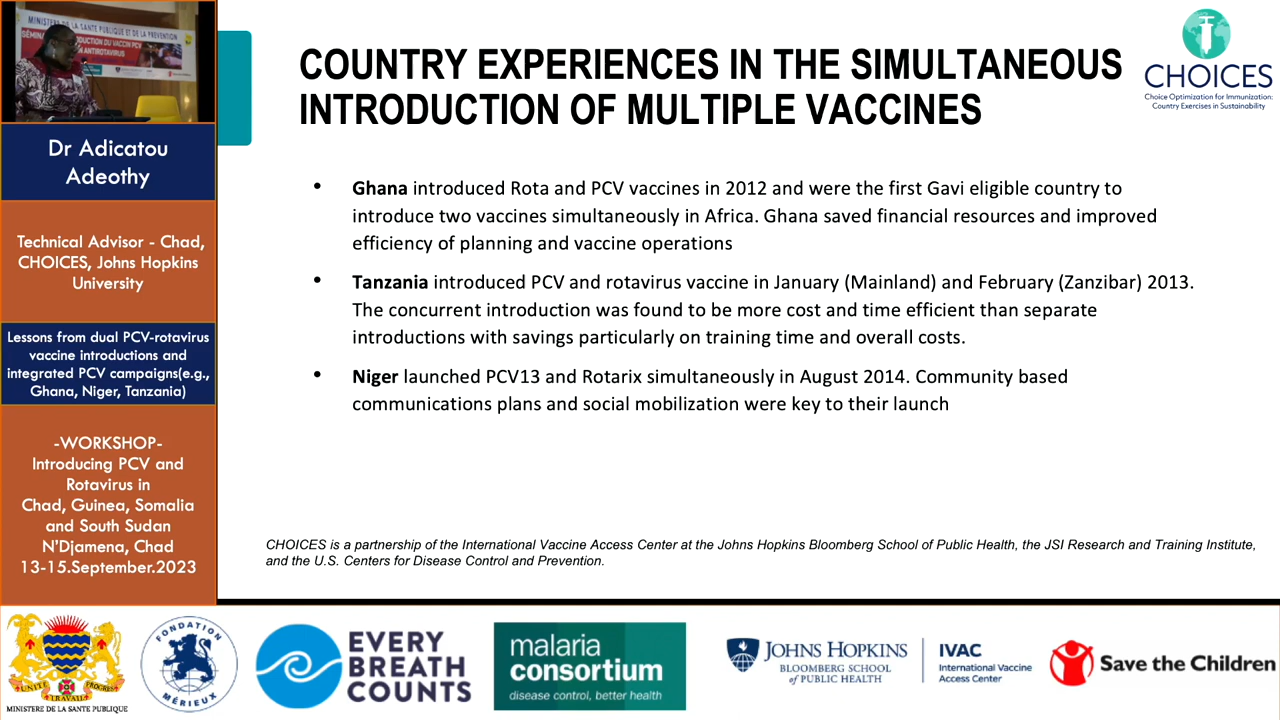 MINISTERE DE LA SANTE PUBLIQUE ET DE LA PREVENTION
Dr Adicatou
Adeothy
Technical Advisor - Chad,
CHOICES, Johns Hopkins
University
Lessons from dual PCV-rotavirus
vaccine introductions and
integrated PCV campaigns(e.g.,
Ghana, Niger, Tanzania)
-WORKSHOP-
Introducing PCV and
Rotavirus in
Chad, Guinea, Somalia
and South Sudan
N'Djamena, Chad
13-15.September.2023
COUNTRY EXPERIENCES IN THE SIMULTANEOUS
INTRODUCTION OF MULTIPLE VACCINES
CHOICES
Choice Optimization for Immunization:
Country Exercises in Sustainability
• Ghana introduced Rota and PCV vaccines in 2012 and were the first Gavi eligible country to
introduce two vaccines simultaneously in Africa. Ghana saved financial resources and improved
efficiency of planning and vaccine operations
• Tanzania introduced PCV and rotavirus vaccine in January (Mainland) and February (Zanzibar) 2013.
The concurrent introduction was found to be more cost and time efficient than separate
introductions with savings particularly on training time and overall costs.
• Niger launched PCV13 and Rotarix simultaneously in August 2014. Community based
communications plans and social mobilization were key to their launch
CHOICES is a partnership of the International Vaccine Access Center at the Johns Hopkins Bloomberg School of Public Health, the JSI Research and Training Institute,
and the U.S. Centers for Disease Control and Prevention.
UNITE TRAVAIL PROGRES
MINISTERE DE LA SANTE PUBLIQUE
FONDATION
MÉRIEUX
EVERY
BREATH
COUNTS
malaria
consortium
disease control, better health
JOHNS HOPKINS
BLOOMBERG SCHOOL
of PUBLIC HEALTH
IVAC
International Vaccine
Access Center
Save the Children